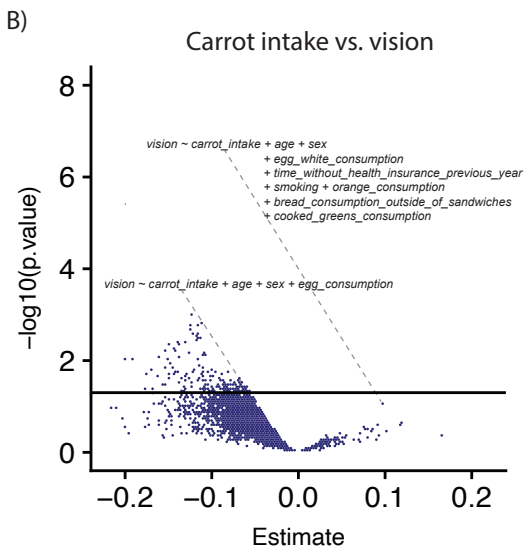 B)
Carrot intake vs. vision
8
6
4
2
0
−log10(p.value)
vision ~ carrot_intake + age + sex
+ egg_white_consumption
+ time_without_health_insurance_previous_year
+ smoking + orange_consumption
+ bread_consumption_outside_of_sandwiches
+ cooked_greens_consumption
vision ~ carrot_intake + age + sex + egg_consumption
−0.2 −0.1 0.0 0.1 0.2
Estimate